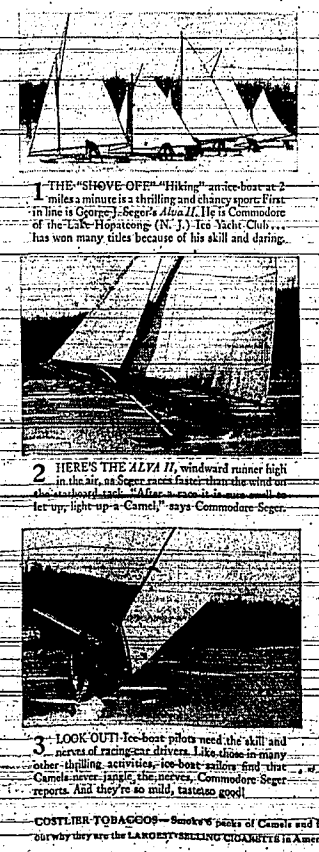 1 THE "SHOVE OFF." "Hiking" an ice-boat at 2
miles a minute is a thrilling and chancy sport. First
in line is George J. Seger's Alva II. He is Commodore
of the Lake Hopatcong (N. J.) Ice Yacht Club...
has won many titles because of his skill and daring.
2 HERE'S THE ALVA II, windward runner high
in the air, as Seger races faster than the wind on
the starboard tack. "After a race it is sure swell to
let up, light up a Camel," says Commodore Seger.
3 LOOK OUT! Ice-boat pilots need the skill and
nerves of racing-car drivers. Like those in many
other thrilling activities, ice-boat sailors find that
Camels never jangle the nerves, Commodore Seger
reports. And they're so mild, taste so good!
COSTLIER TOBACCOS — Smoke 6 packs of Camels and
out why they are the LARGEST-SELLING CIGARETTE in Amer